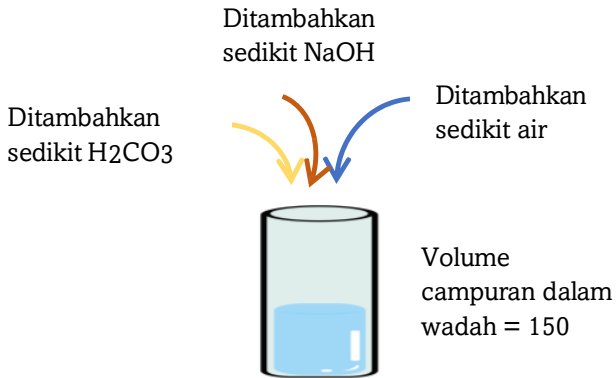 Ditambahkan
sedikit NaOH
Ditambahkan
sedikit H2CO3
Ditambahkan
sedikit air
Volume
campuran dalam
wadah = 150